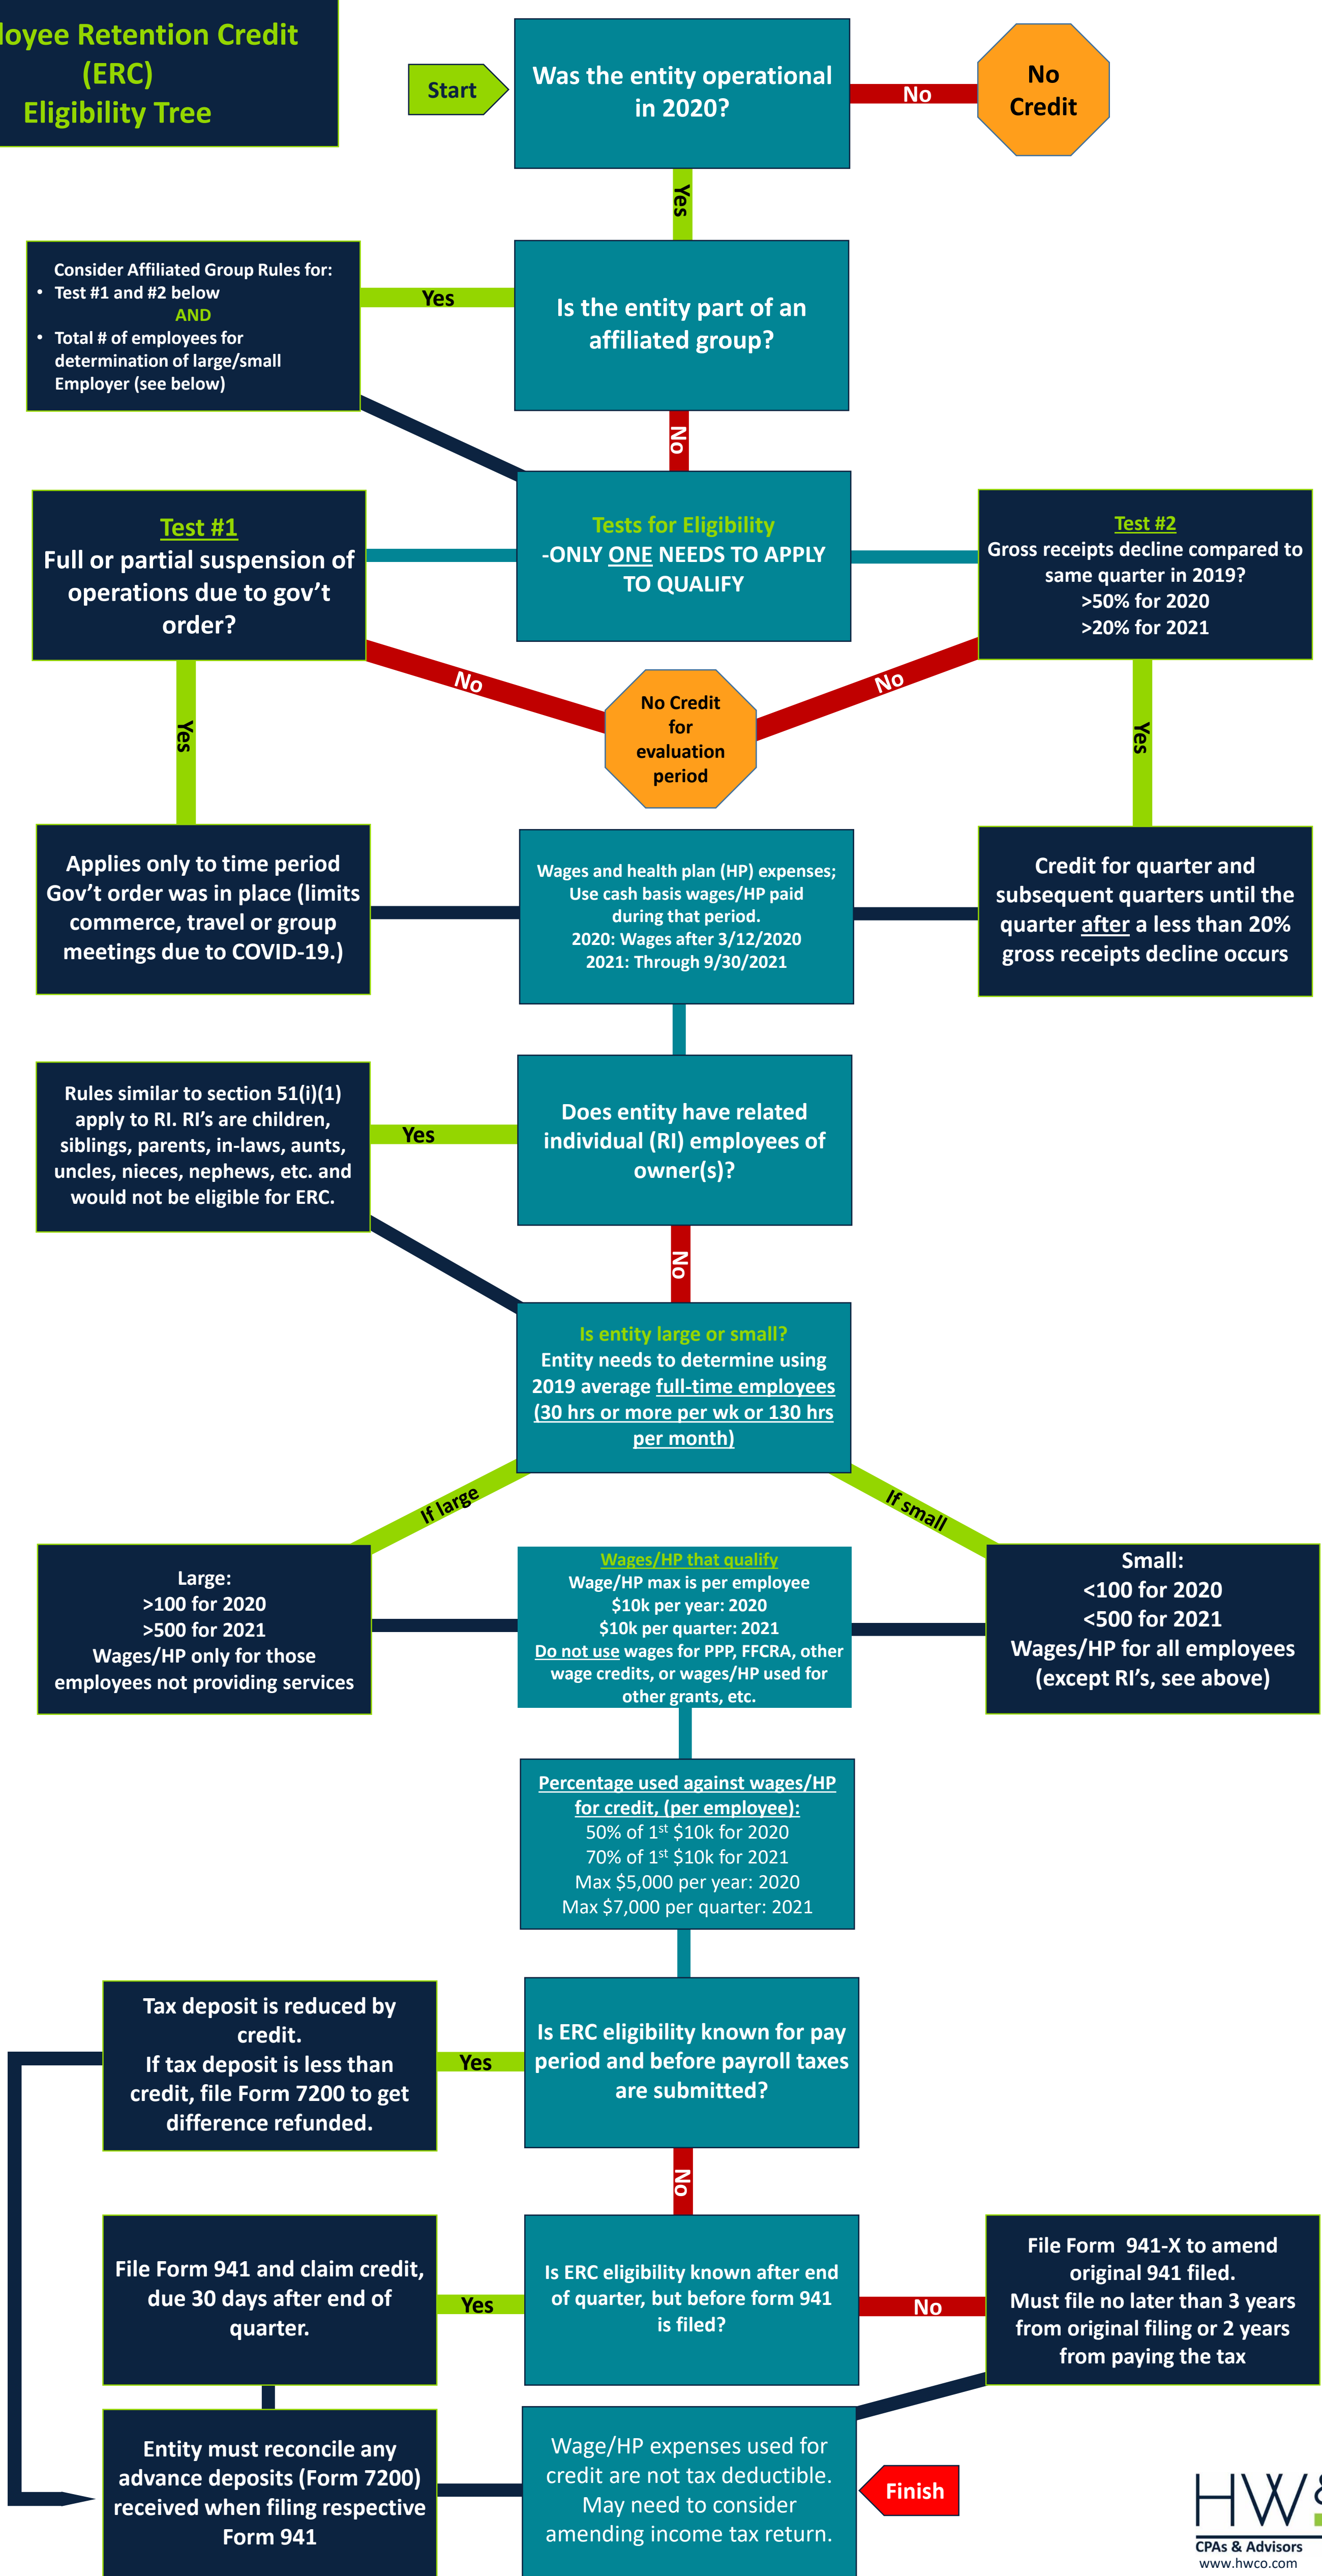 loyee Retention Credit
(ERC)
Eligibility Tree
Start
Was the entity operational
in 2020?
No
No
Credit
Yes
Consider Affiliated Group Rules for:
• Test #1 and #2 below
AND
• Total # of employees for
determination of large/small
Employer (see below)
Yes
Is the entity part of an
affiliated group?
No
Test #1
Full or partial suspension of
operations due to gov’t
order?
Tests for Eligibility
-ONLY ONE NEEDS TO APPLY
TO QUALIFY
Test #2
Gross receipts decline compared to
same quarter in 2019?
>50% for 2020
>20% for 2021
No
No
No Credit
for
evaluation
period
Yes
Yes
Applies only to time period
Gov’t order was in place (limits
commerce, travel or group
meetings due to COVID-19.)
Wages and health plan (HP) expenses;
Use cash basis wages/HP paid
during that period.
2020: Wages after 3/12/2020
2021: Through 9/30/2021
Credit for quarter and
subsequent quarters until the
quarter after a less than 20%
gross receipts decline occurs
Rules similar to section 51(i)(1)
apply to RI. RI’s are children,
siblings, parents, in-laws, aunts,
uncles, nieces, nephews, etc. and
would not be eligible for ERC.
Yes
Does entity have related
individual (RI) employees of
owner(s)?
No
Is entity large or small?
Entity needs to determine using
2019 average full-time employees
(30 hrs or more per wk or 130 hrs
per month)
If large
If small
Large:
>100 for 2020
>500 for 2021
Wages/HP only for those
employees not providing services
Wages/HP that qualify
Wage/HP max is per employee
$10k per year: 2020
$10k per quarter: 2021
Do not use wages for PPP, FFCRA, other
wage credits, or wages/HP used for
other grants, etc.
Small:
<100 for 2020
<500 for 2021
Wages/HP for all employees
(except RI’s, see above)
Percentage used against wages/HP
for credit, (per employee):
50% of 1st $10k for 2020
70% of 1st $10k for 2021
Max $5,000 per year: 2020
Max $7,000 per quarter: 2021
Tax deposit is reduced by
credit.
If tax deposit is less than
credit, file Form 7200 to get
difference refunded.
Yes
Is ERC eligibility known for pay
period and before payroll taxes
are submitted?
No
File Form 941 and claim credit,
due 30 days after end of
quarter.
Yes
Is ERC eligibility known after end
of quarter, but before form 941
is filed?
No
File Form 941-X to amend
original 941 filed.
Must file no later than 3 years
from original filing or 2 years
from paying the tax
Entity must reconcile any
advance deposits (Form 7200)
received when filing respective
Form 941
Wage/HP expenses used for
credit are not tax deductible.
May need to consider
amending income tax return.
Finish
HW&
CPAs & Advisors
www.hwco.com